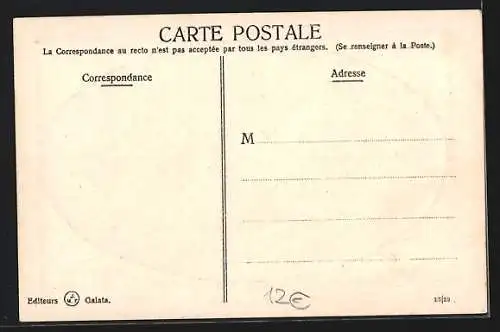 CARTE POSTALE
La Correspondance au recto n'est pas acceptée par tous les pays étrangers. (Se renseigner à la Poste.)
Correspondance
Adresse
M
Editeurs Galata.
12€